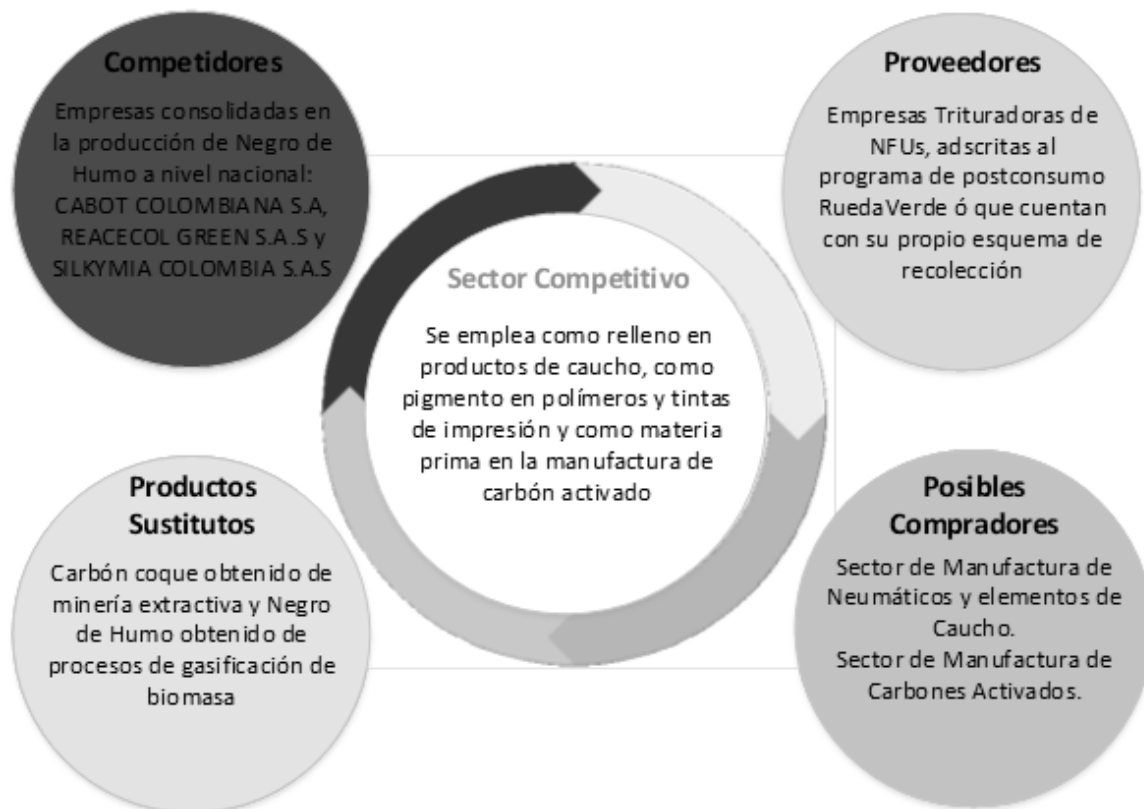 Competidores
Empresas consolidadas en
la producción de Negro de
Humo a nivel nacional:
CABOT COLOMBIANA S.A,
REACECOL GREEN S.A.S y
SILKYMIA COLOMBIA S.A.S
Proveedores
Empresas Trituradoras de
NFUs, adscritas al
programa de postconsumo
RuedaVerde ó que cuentan
con su propio esquema de
recolección
Sector Competitivo
Se emplea como relleno en
productos de caucho, como
pigmento en polímeros y tintas
de impresión y como materia
prima en la manufactura de
carbón activado
Productos
Sustitutos
Carbón coque obtenido de
minería extractiva y Negro
de Humo obtenido de
procesos de gasificación de
biomasa
Posibles
Compradores
Sector de Manufactura de
Neumáticos y elementos de
Caucho.
Sector de Manufactura de
Carbones Activados.